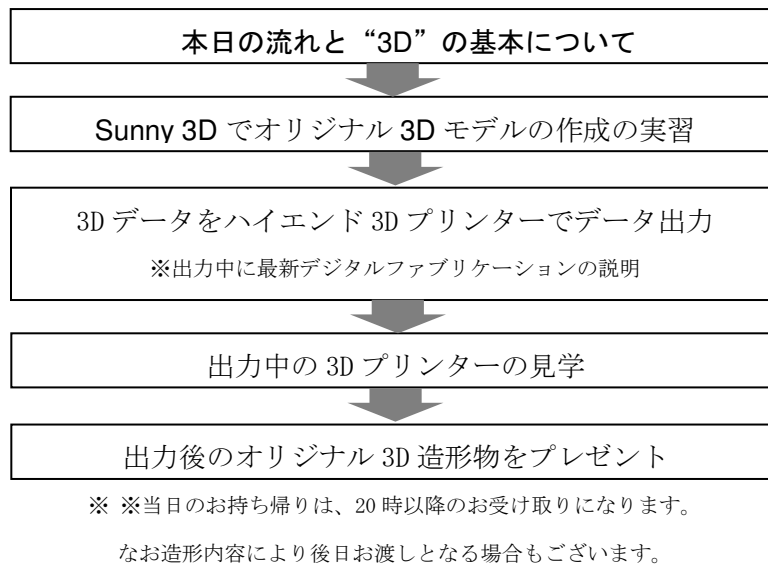 本日の流れと“3D”の基本について
Sunny 3D でオリジナル 3D モデルの作成の実習
3D データをハイエンド 3D プリンターでデータ出力
※出力中に最新デジタルファブリケーションの説明
出力中の 3D プリンターの見学
出力後のオリジナル 3D 造形物をプレゼント
※ ※当日のお持ち帰りは、20 時以降のお受け取りになります。
なお造形内容により後日お渡しとなる場合もございます。